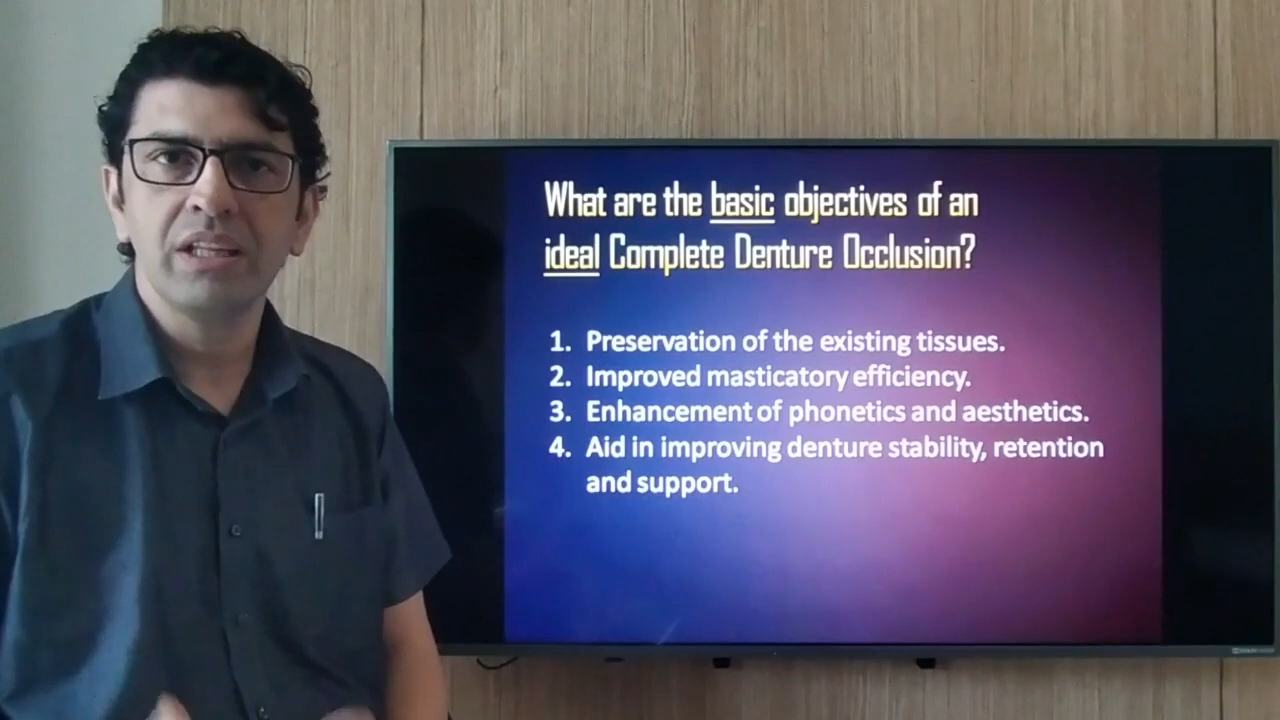 What are the basic objectives of an
ideal Complete Denture Occlusion?
1. Preservation of the existing tissues.
2. Improved masticatory efficiency.
3. Enhancement of phonetics and aesthetics.
4. Aid in improving denture stability, retention
and support.